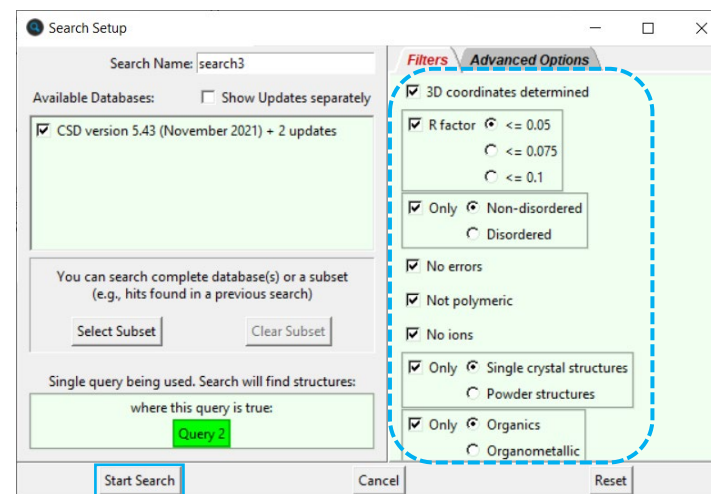 Search Setup
Search Name: search3
Available Databases: Show Updates separately
CSD version 5.43 (November 2021) + 2 updates
You can search complete database(s) or a subset
(e.g., hits found in a previous search)
Select Subset Clear Subset
Single query being used. Search will find structures:
where this query is true:
Query 2
Filters Advanced Options
3D coordinates determined
R factor <= 0.05
<= 0.075
<= 0.1
Only Non-disordered
Disordered
No errors
Not polymeric
No ions
Only Single crystal structures
Powder structures
Only Organics
Organometallic
Start Search Cancel Reset